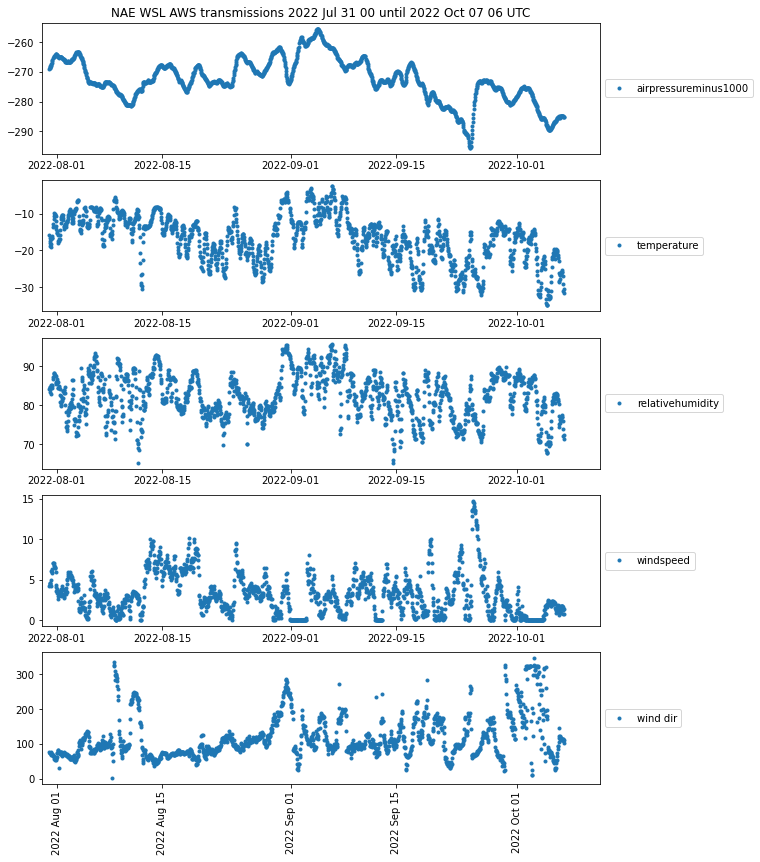 NAE WSL AWS transmissions 2022 Jul 31 00 until 2022 Oct 07 06 UTC
−260
−270
−280
−290
airpressureminus1000
2022-08-01 2022-08-15 2022-09-01 2022-09-15 2022-10-01
−10
−20
−30
temperature
2022-08-01 2022-08-15 2022-09-01 2022-09-15 2022-10-01
90
80
70
relativehumidity
2022-08-01 2022-08-15 2022-09-01 2022-09-15 2022-10-01
15
10
5
0
windspeed
2022-08-01 2022-08-15 2022-09-01 2022-09-15 2022-10-01
300
200
100
0
wind dir
2022 Aug 01
2022 Aug 15
2022 Sep 01
2022 Sep 15
2022 Oct 01